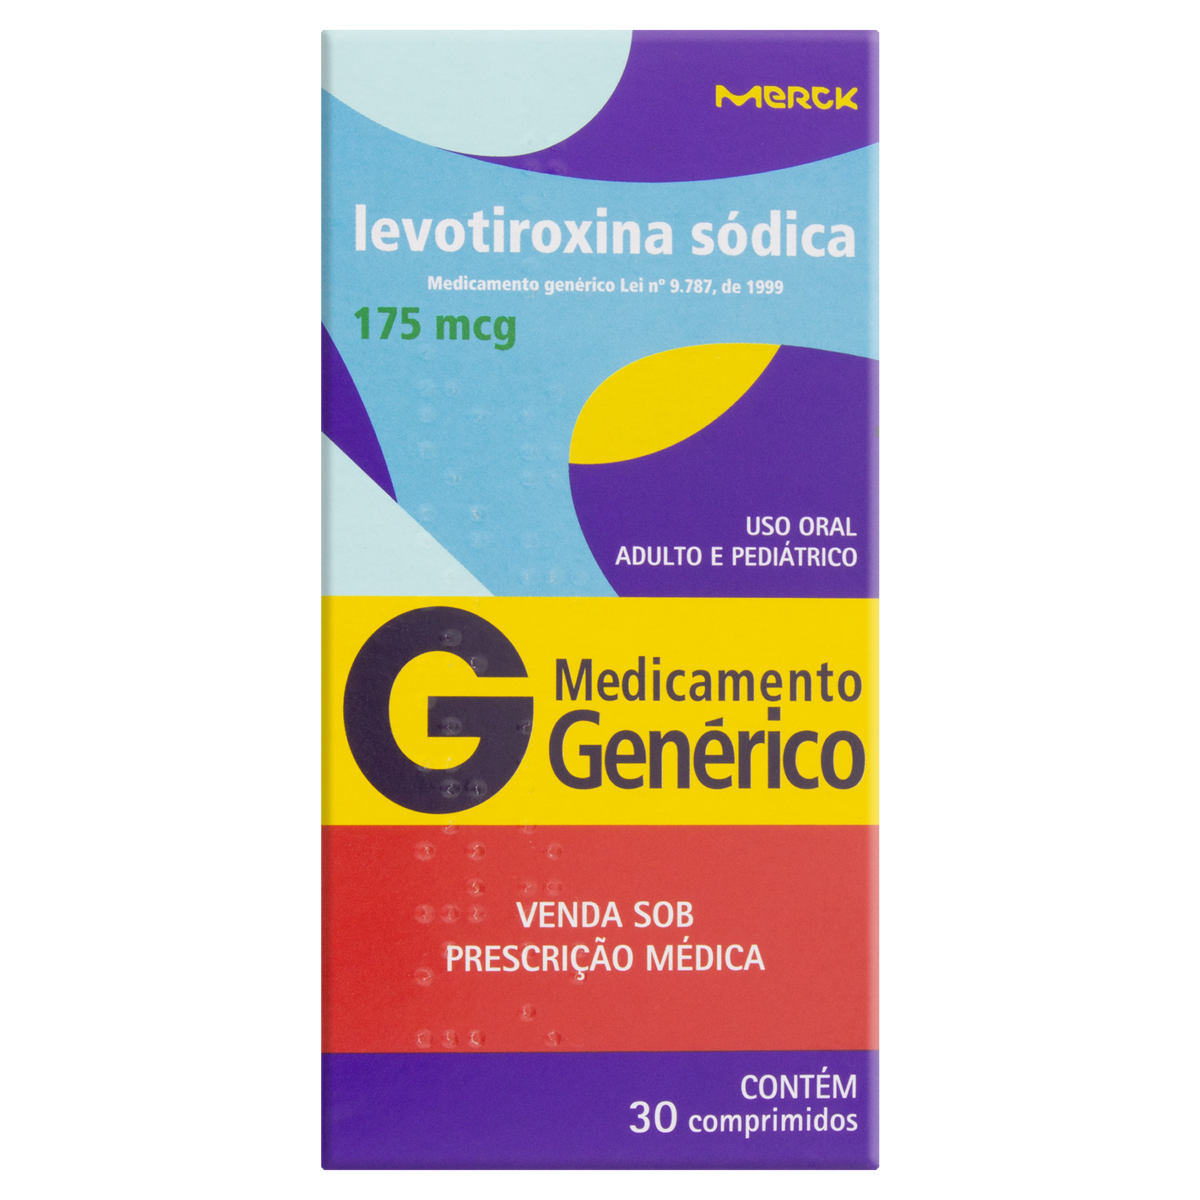 MERCK
levotiroxina sódica
Medicamento genérico Lei nº 9.787, de 1999
175 mcg
USO ORAL
ADULTO E PEDIÁTRICO
G Medicamento
Genérico
VENDA SOB
PRESCRIÇÃO MÉDICA
CONTÉM
30 comprimidos